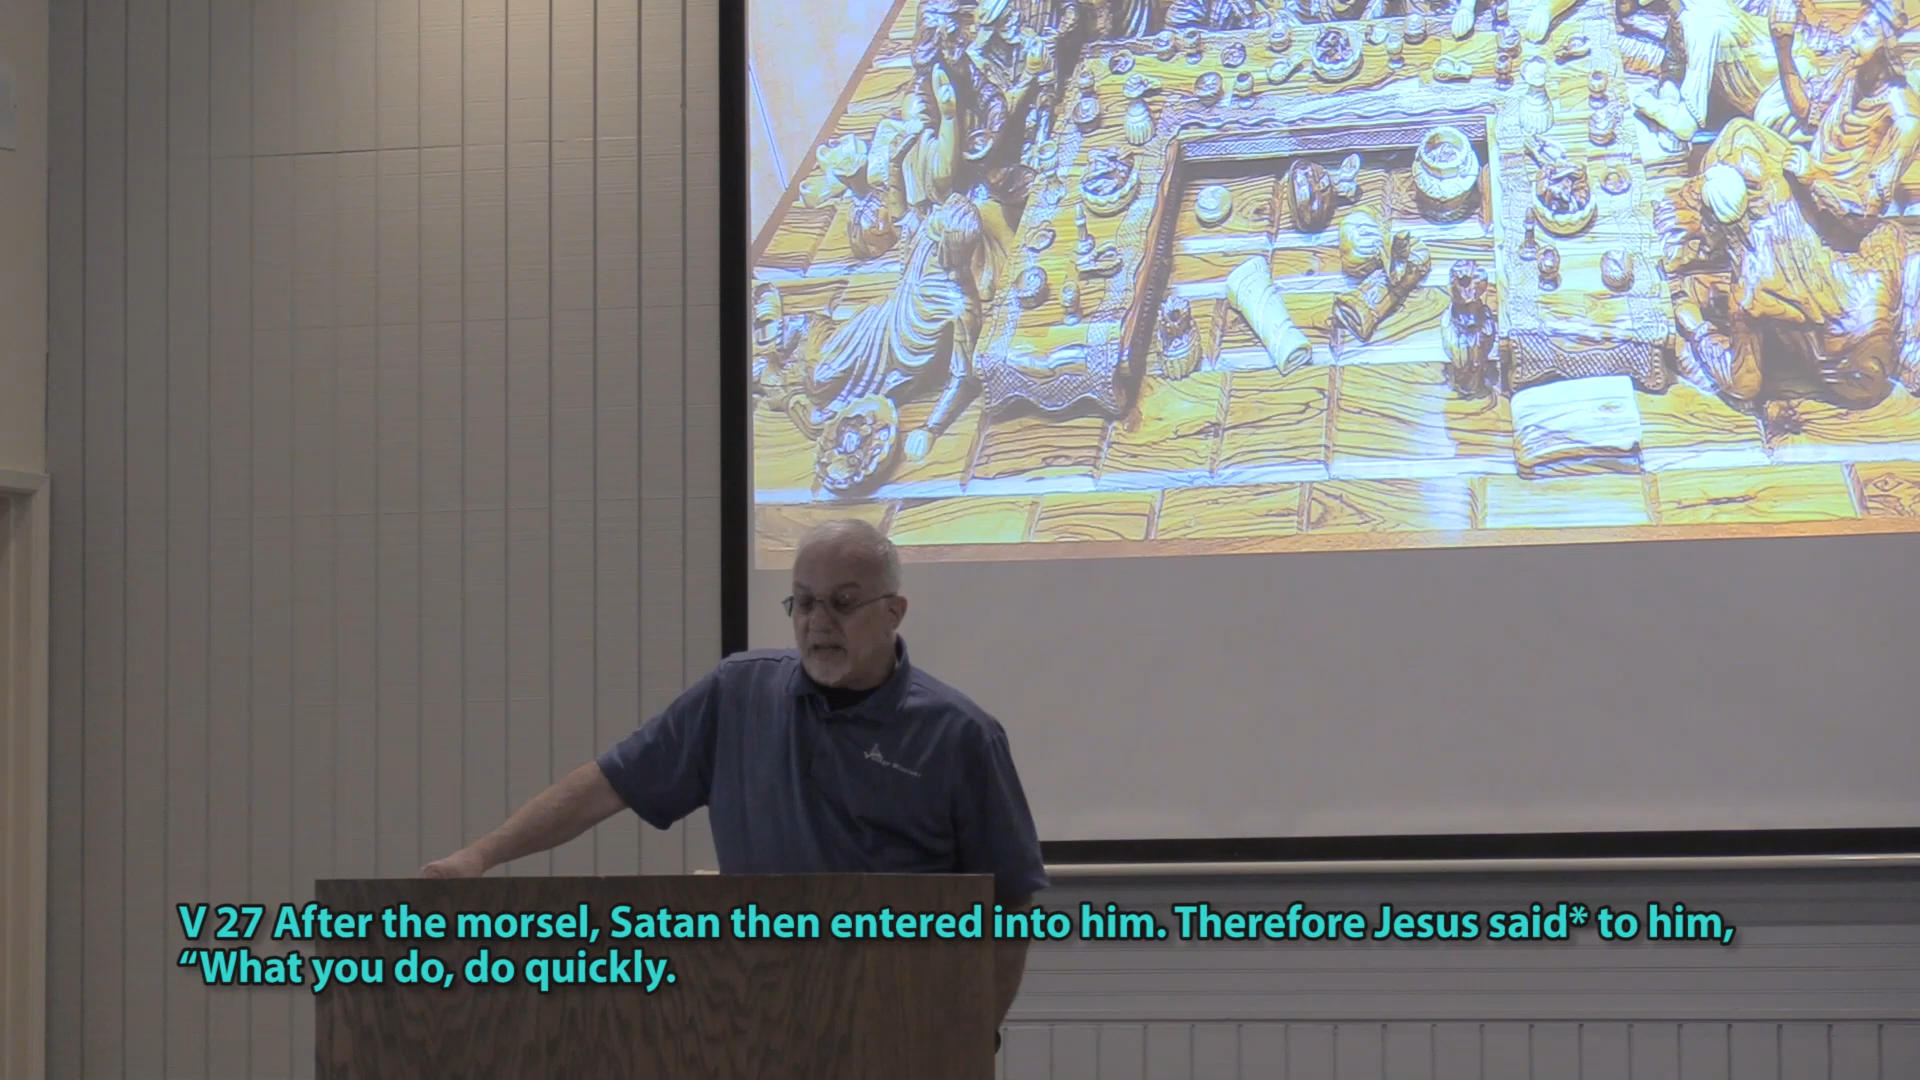 V 27 After the morsel, Satan then entered into him. Therefore Jesus said* to him,
“What you do, do quickly.